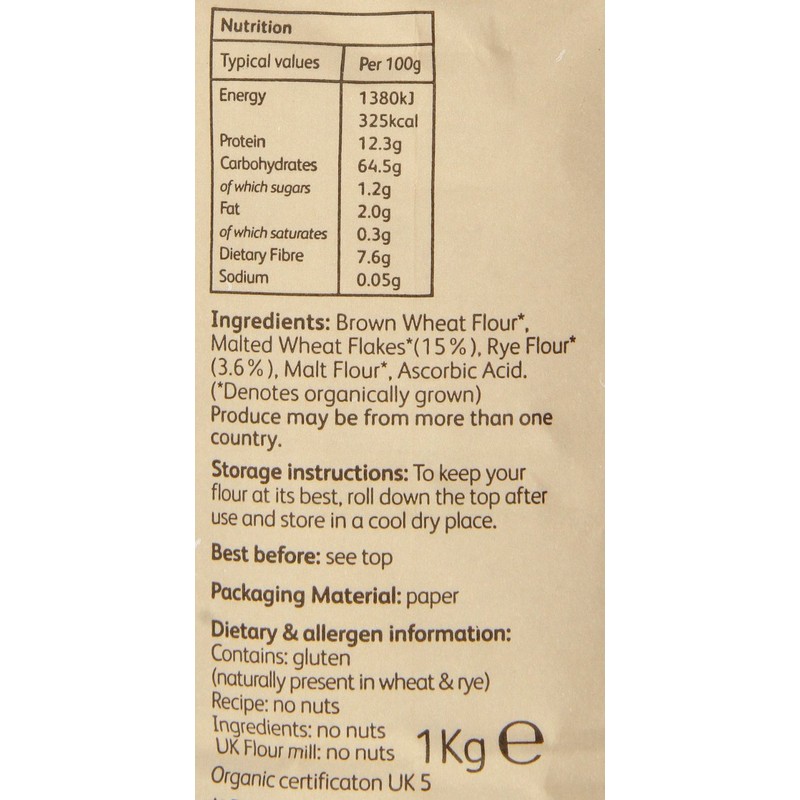 Nutrition
Typical values Per 100g
Energy 1380kJ
325kcal
Protein 12.3g
Carbohydrates 64.5g
of which sugars 1.2g
Fat 2.0g
of which saturates 0.3g
Dietary Fibre 7.6g
Sodium 0.05g
Ingredients: Brown Wheat Flour*,
Malted Wheat Flakes*(15%), Rye Flour*
(3.6%), Malt Flour*, Ascorbic Acid.
(*Denotes organically grown)
Produce may be from more than one
country.
Storage instructions: To keep your
flour at its best, roll down the top after
use and store in a cool dry place.
Best before: see top
Packaging Material: paper
Dietary & allergen information:
Contains: gluten
(naturally present in wheat & rye)
Recipe: no nuts
Ingredients: no nuts
UK Flour mill: no nuts 1Kg e
Organic certificaton UK 5